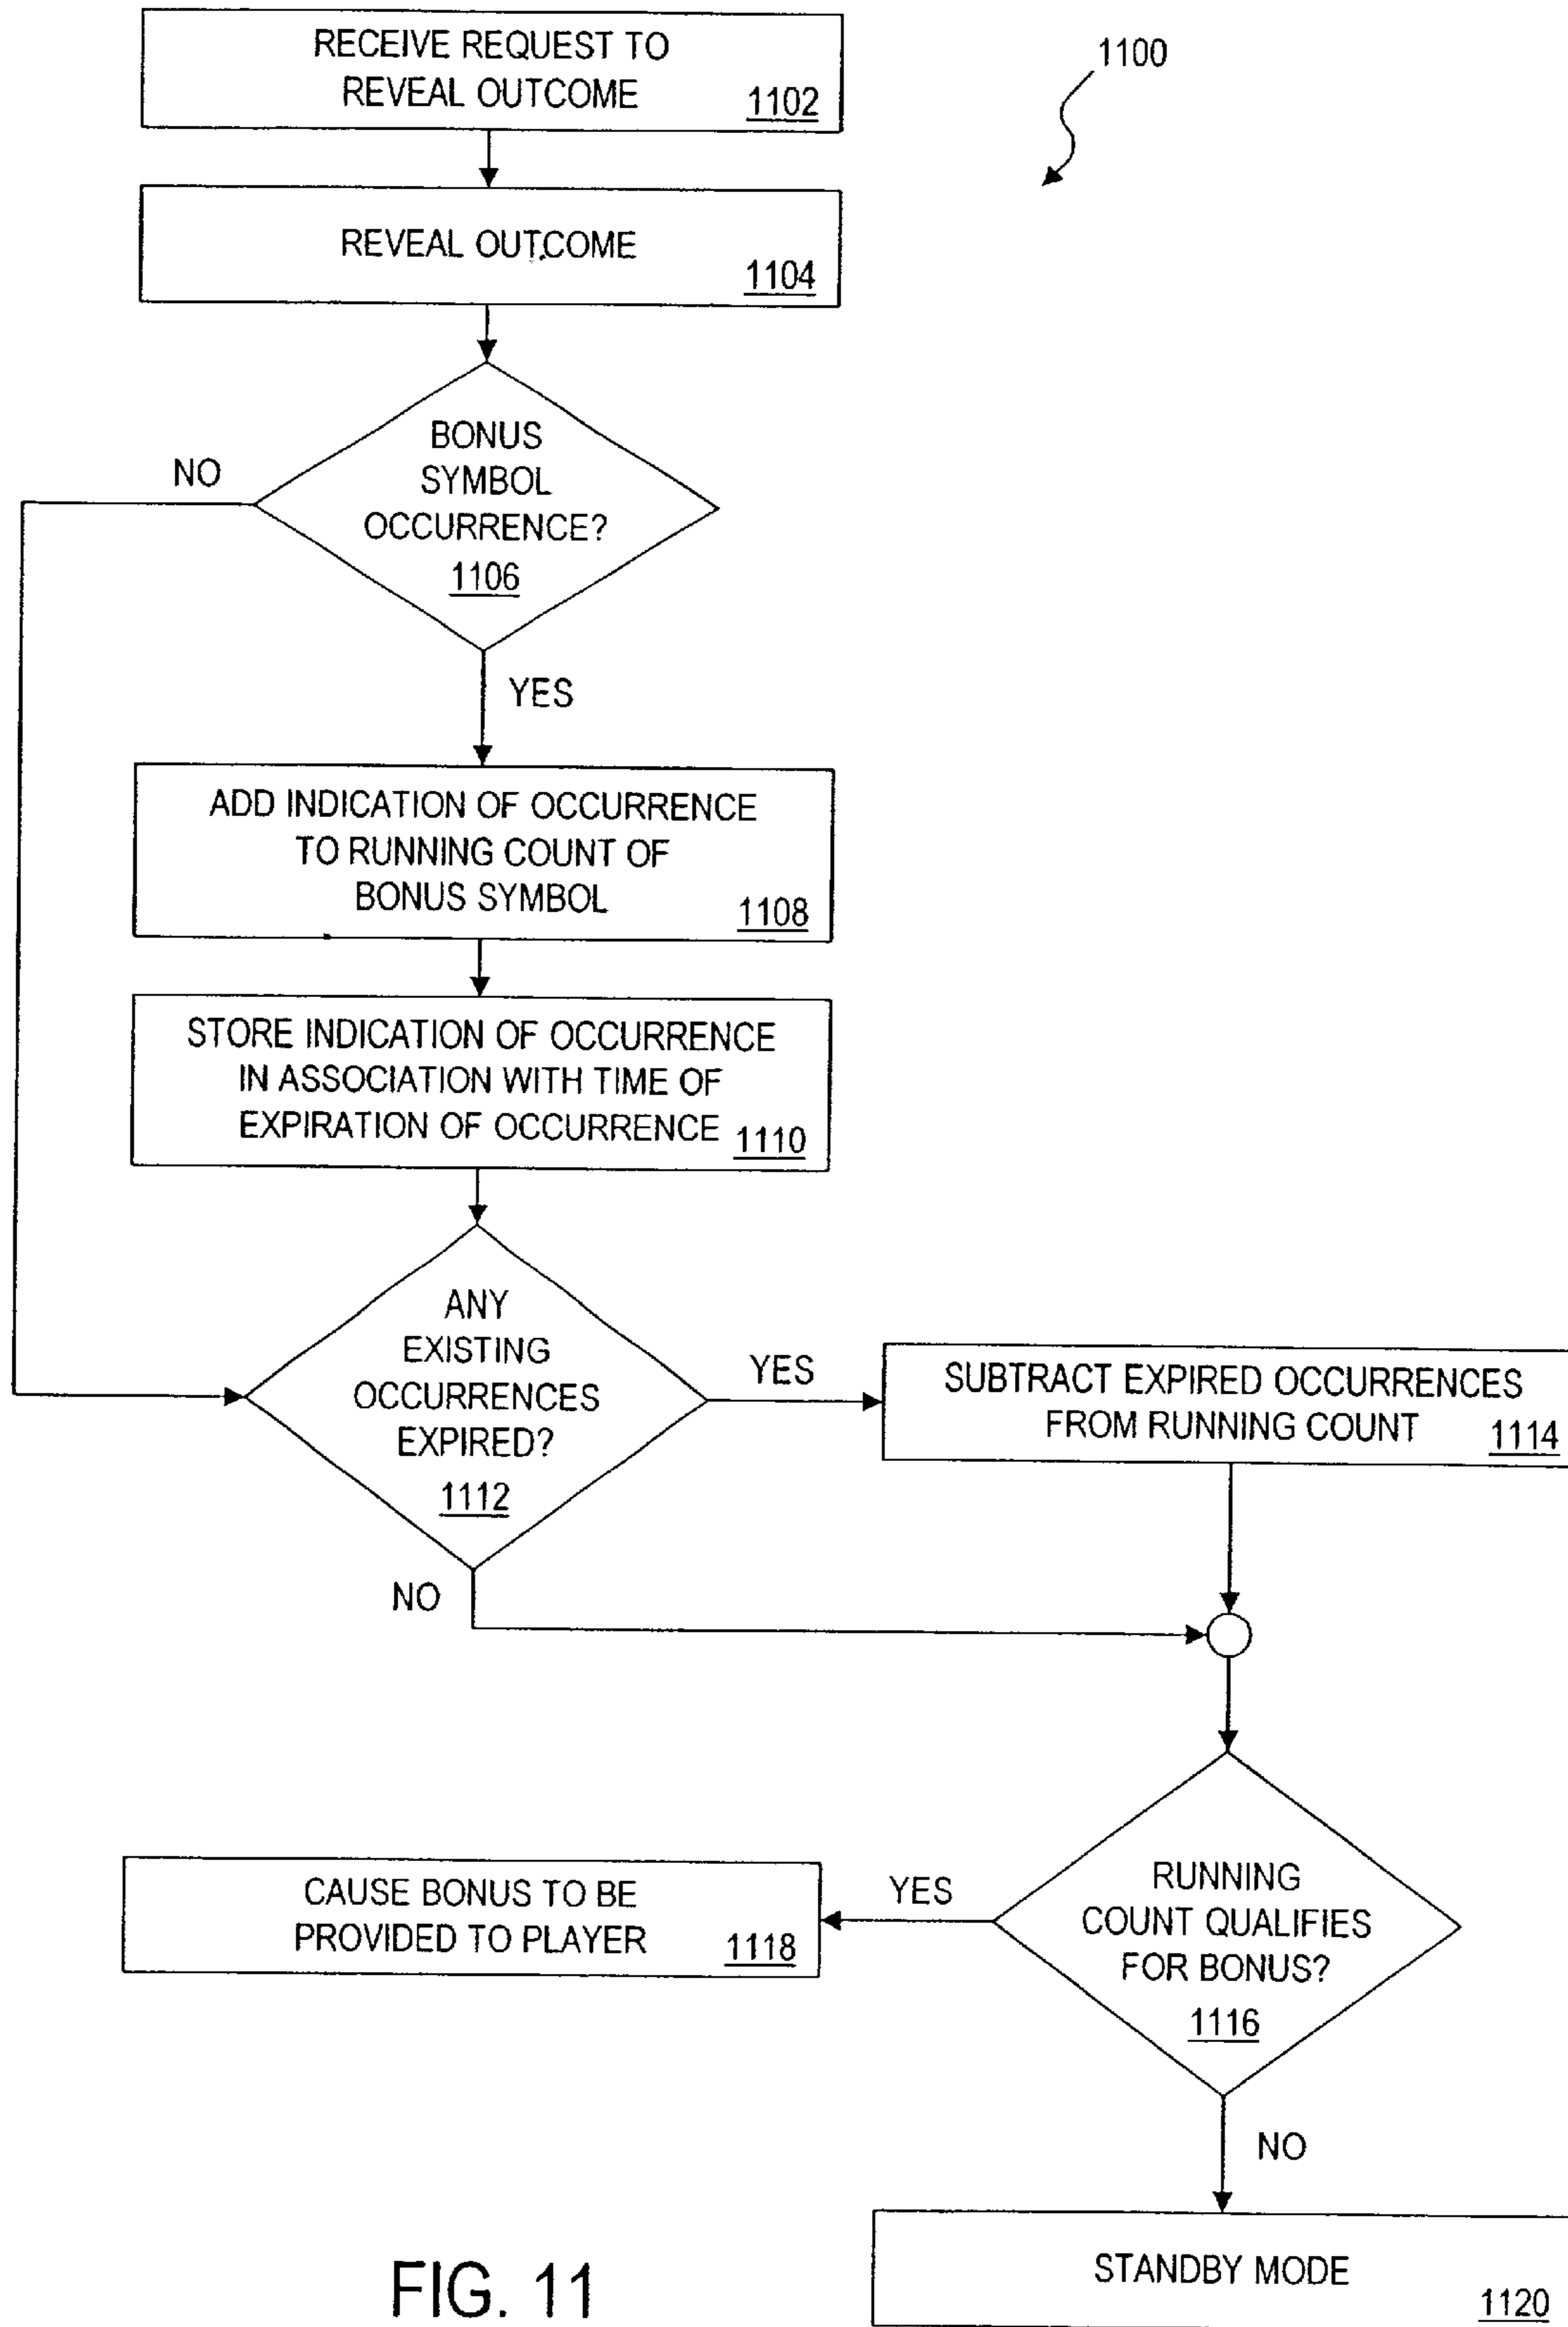 RECEIVE REQUEST TO
REVEAL OUTCOME
1102
1100
REVEAL OUTCOME
1104
BONUS
SYMBOL
OCCURRENCE?
1106
NO
YES
ADD INDICATION OF OCCURRENCE
TO RUNNING COUNT OF
BONUS SYMBOL
1108
STORE INDICATION OF OCCURRENCE
IN ASSOCIATION WITH TIME OF
EXPIRATION OF OCCURRENCE
1110
ANY
EXISTING
OCCURRENCES
EXPIRED?
1112
YES
SUBTRACT EXPIRED OCCURRENCES
FROM RUNNING COUNT
1114
NO
RUNNING
COUNT QUALIFIES
FOR BONUS?
1116
YES
CAUSE BONUS TO BE
PROVIDED TO PLAYER
1118
NO
STANDBY MODE
1120
FIG. 11